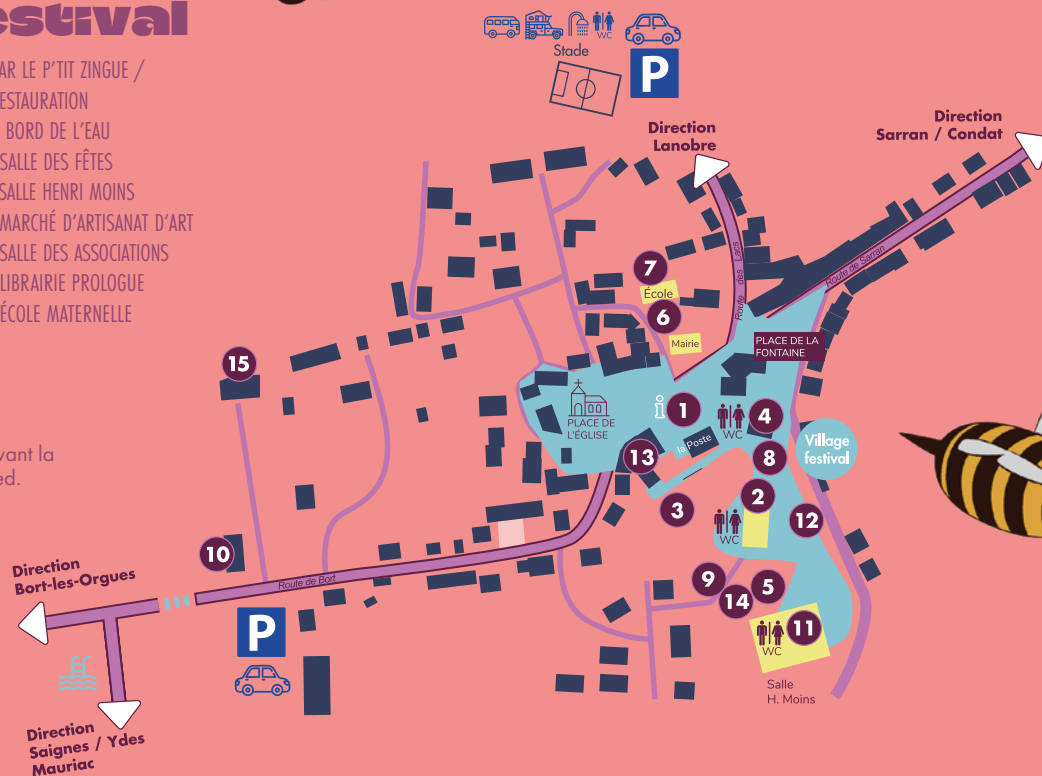 estival
AR LE P'TIT ZINGUE /
ESTAURATION
BORD DE L'EAU
SALLE DES FÊTES
SALLE HENRI MOINS
MARCHÉ D'ARTISANAT D'ART
SALLE DES ASSOCIATIONS
LIBRAIRIE PROLOGUE
ÉCOLE MATERNELLE
vant la
ed.
WC
Stade
P
Direction
Lanobre
Direction
Sarran / Condat
Route des Lacs
Route de Sarran
7
École
6
Mairie
PLACE DE LA
FONTAINE
15
PLACE DE
L'ÉGLISE
i
1
WC
4
la Poste
13
8
Village
festival
3
2
WC
12
10
Direction
Bort-les-Orgues
Route de Bort
9
14
5
P
WC
11
Salle
H. Moins
Direction
Saignes / Ydes
Mauriac